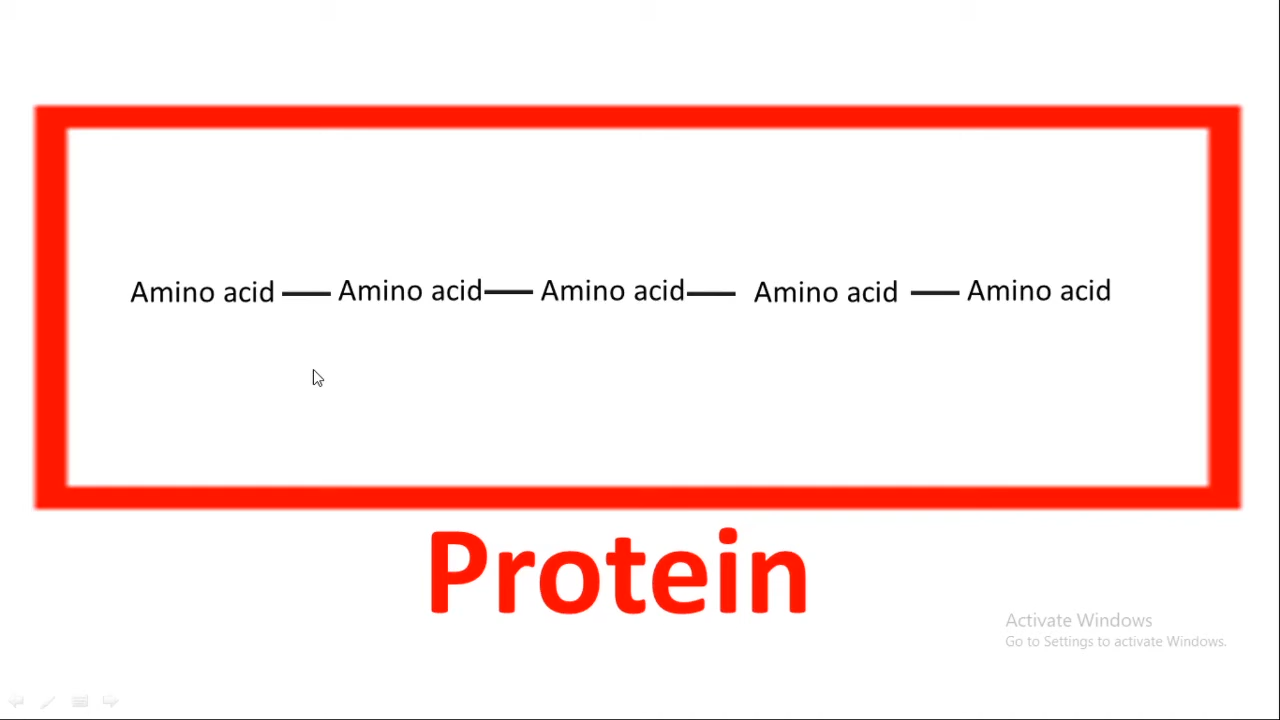 Amino acid Amino acid Amino acid Amino acid Amino acid
Protein
Activate Windows
Go to Settings to activate Windows.